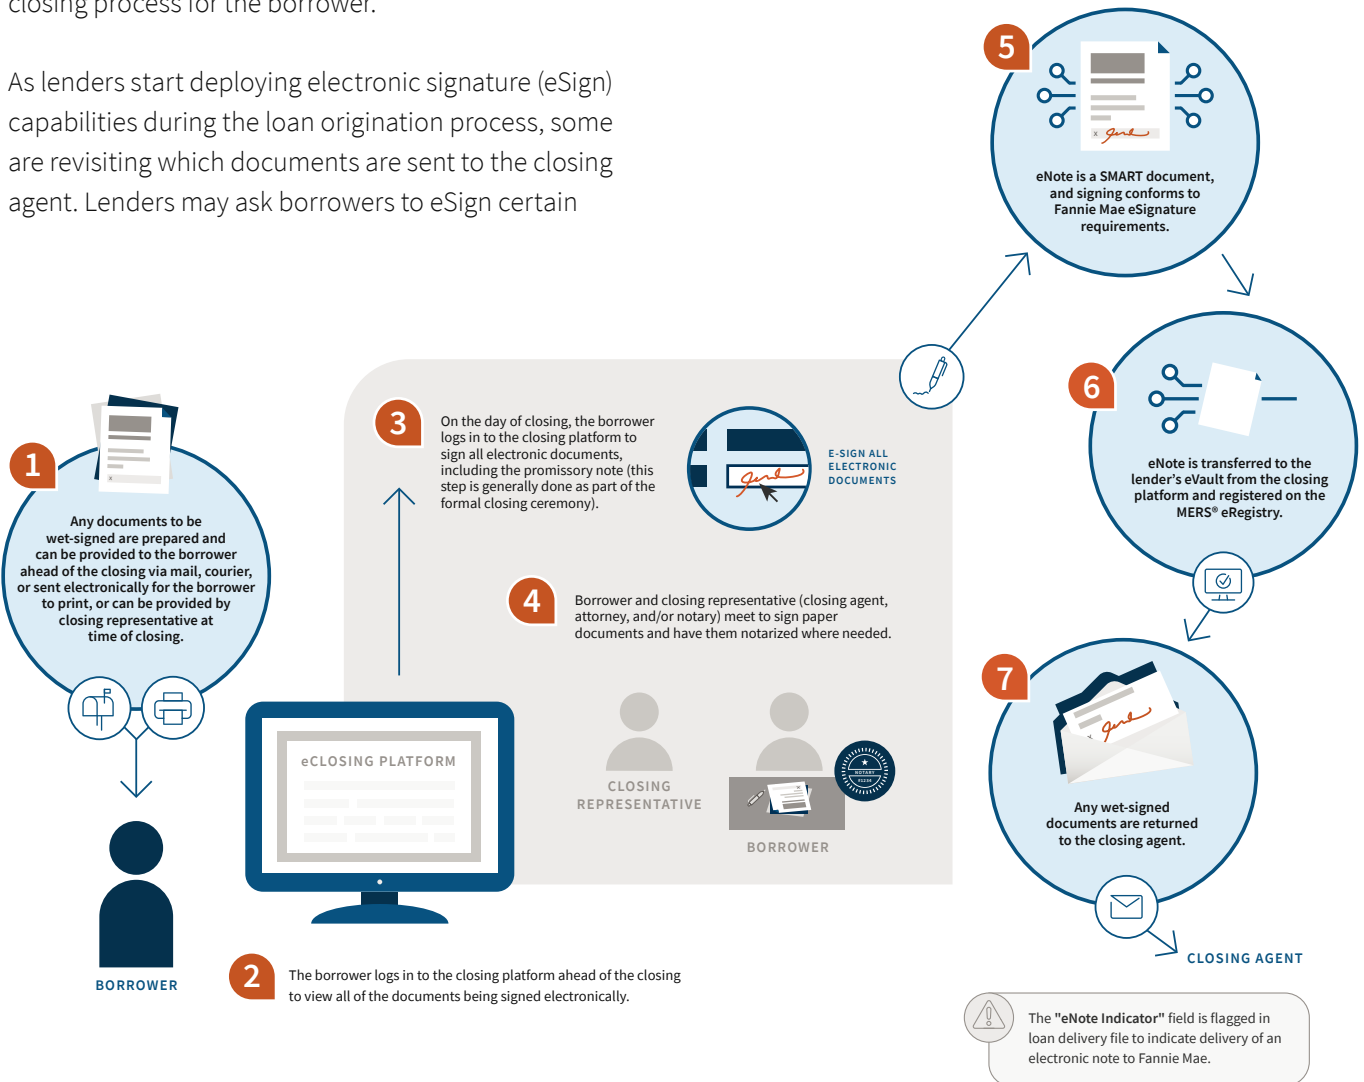 closing process for the borrower.
As lenders start deploying electronic signature (eSign)
capabilities during the loan origination process, some
are revisiting which documents are sent to the closing
agent. Lenders may ask borrowers to eSign certain
1
Any documents to be
wet-signed are prepared and
can be provided to the borrower
ahead of the closing via mail, courier,
or sent electronically for the borrower
to print, or can be provided by
closing representative at
time of closing.
BORROWER
eCLOSING PLATFORM
2
The borrower logs in to the closing platform ahead of the closing
to view all of the documents being signed electronically.
3
On the day of closing, the borrower
logs in to the closing platform to
sign all electronic documents,
including the promissory note (this
step is generally done as part of the
formal closing ceremony).
E-SIGN ALL
ELECTRONIC
DOCUMENTS
4
Borrower and closing representative (closing agent,
attorney, and/or notary) meet to sign paper
documents and have them notarized where needed.
CLOSING
REPRESENTATIVE
NOTARY
BORROWER
5
x
eNote is a SMART document,
and signing conforms to
Fannie Mae eSignature
requirements.
6
eNote is transferred to the
lender's eVault from the closing
platform and registered on the
MERS® eRegistry.
7
x
Any wet-signed
documents are returned
to the closing agent.
CLOSING AGENT
The "eNote Indicator" field is flagged in
loan delivery file to indicate delivery of an
electronic note to Fannie Mae.